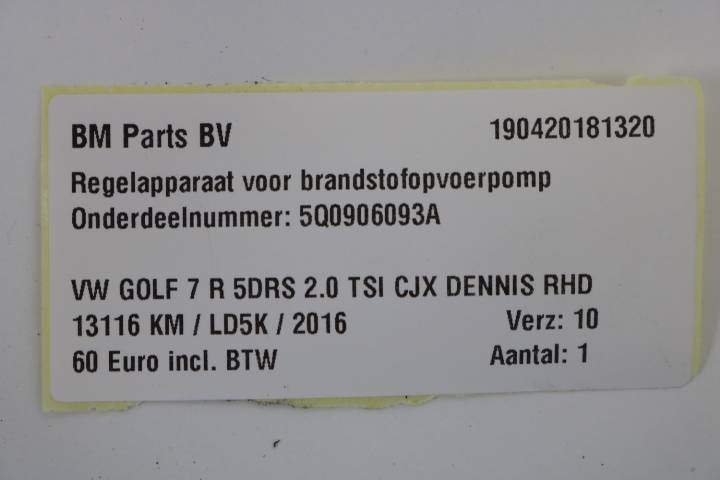 BM Parts BV 190420181320
Regelapparaat voor brandstofopvoerpomp
Onderdeelnummer: 5Q0906093A
VW GOLF 7 R 5DRS 2.0 TSI CJX DENNIS RHD
13116 KM / LD5K / 2016 Verz: 10
60 Euro incl. BTW Aantal: 1